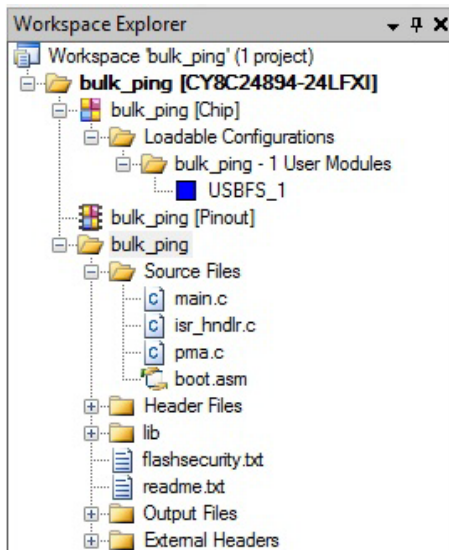 Workspace Explorer
Workspace 'bulk_ping' (1 project)
bulk_ping [CY8C24894-24LFXI]
bulk_ping [Chip]
Loadable Configurations
bulk_ping - 1 User Modules
USBFS_1
bulk_ping [Pinout]
bulk_ping
Source Files
main.c
isr_hndlr.c
pma.c
boot.asm
Header Files
lib
flashsecurity.txt
readme.txt
Output Files
External Headers